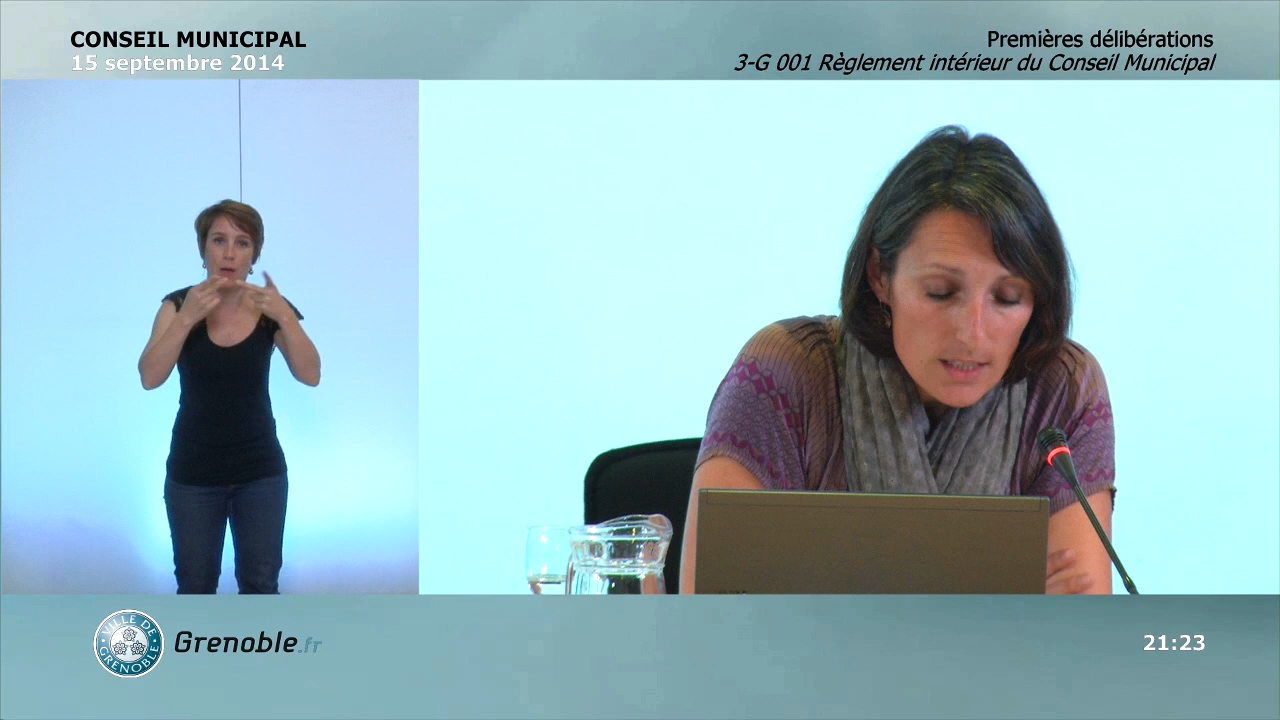 CONSEIL MUNICIPAL
15 septembre 2014
Premières délibérations
3-G 001 Règlement intérieur du Conseil Municipal
VILLE DE GRENOBLE
Grenoble.fr
21:23